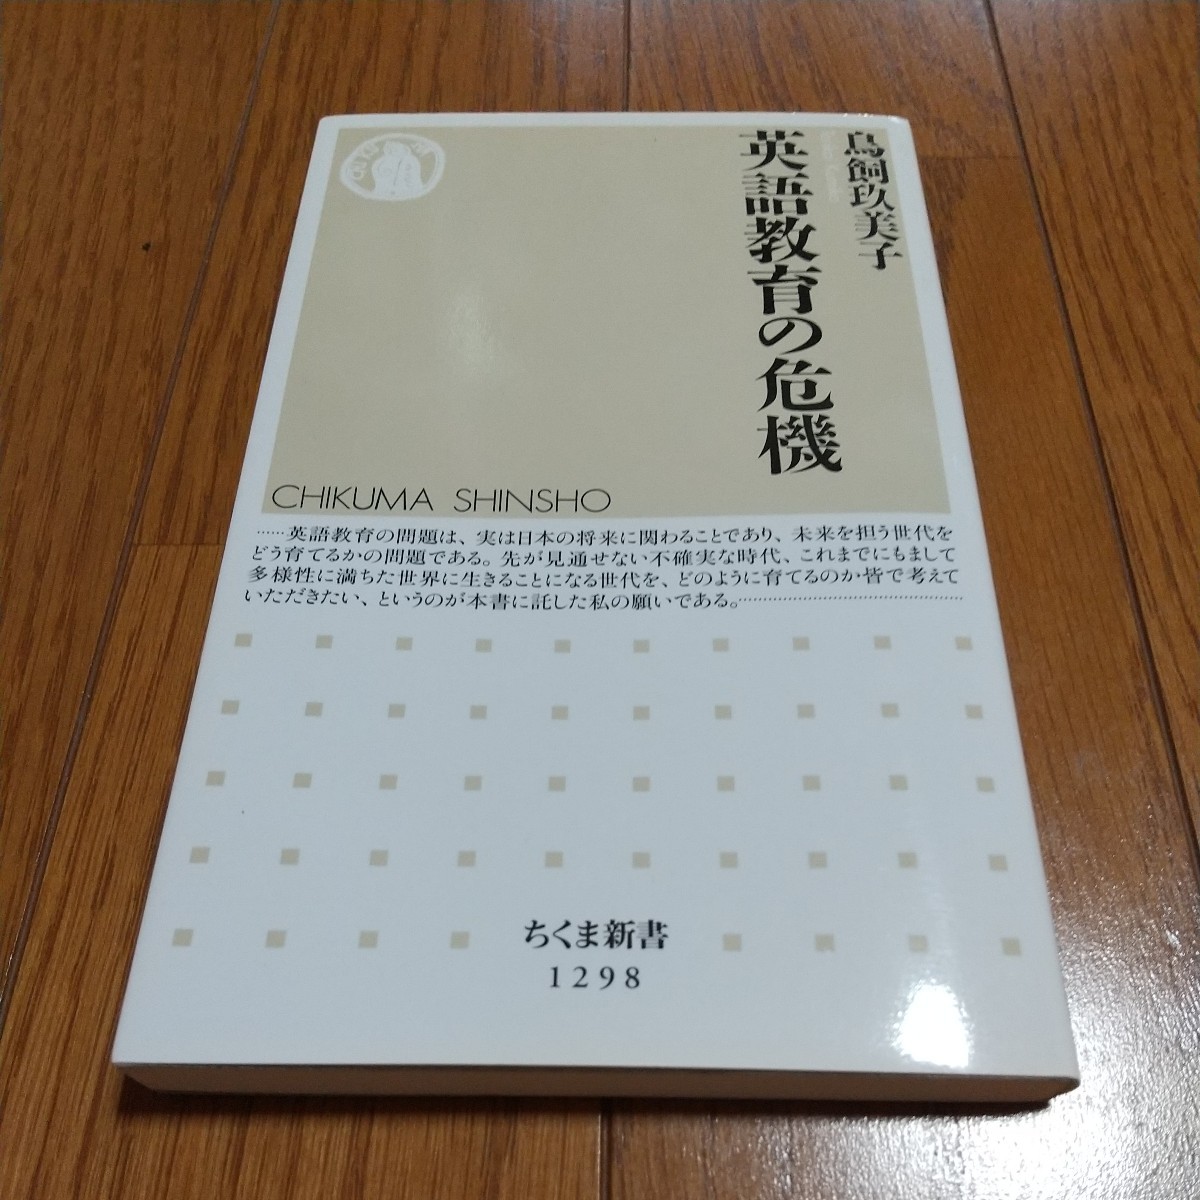 鳥飼玖美子
英語教育の危機
CHIKUMA SHINSHO
……英語教育の問題は、実は日本の将来に関わることであり、未来を担う世代を
どう育てるかの問題である。先が見通せない不確実な時代、これまでにもまして
多様性に満ちた世界に生きることになる世代を、どのように育てるのか皆で考えて
いただきたい、というのが本書に託した私の願いである。……………………………………
ちくま新書
1298